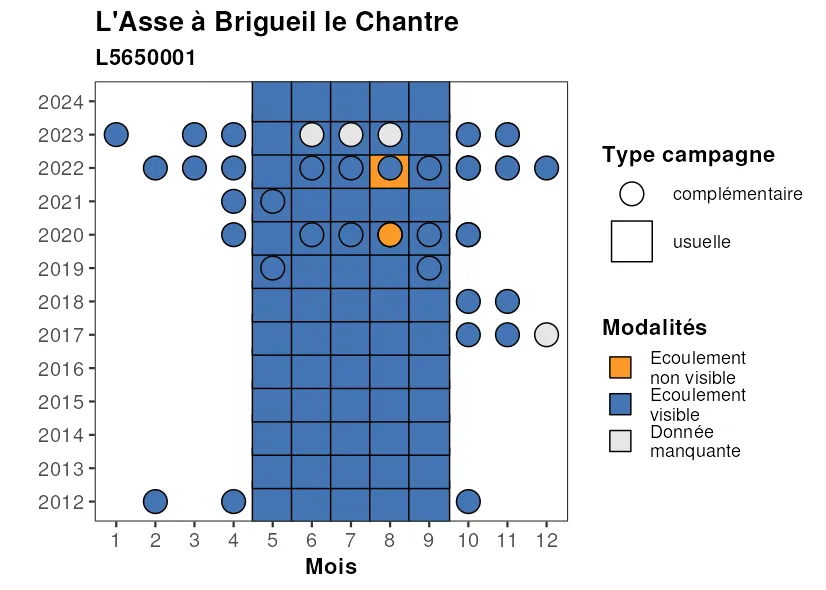 L'Asse à Brigueil le Chantre
L5650001
2024
2023
2022
2021
2020
2019
2018
2017
2016
2015
2014
2013
2012
1 2 3 4 5 6 7 8 9 10 11 12
Mois
Type campagne
complémentaire
usuelle
Modalités
Ecoulement
non visible
Ecoulement
visible
Donnée
manquante